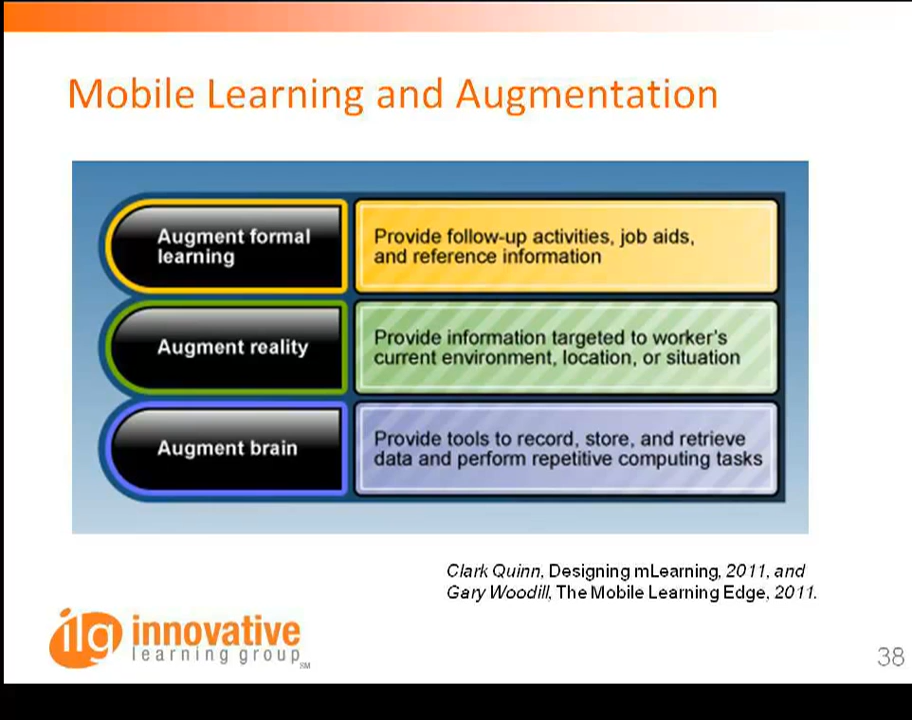 Mobile Learning and Augmentation
Augment formal
learning
Provide follow-up activities, job aids,
and reference information
Augment reality
Provide information targeted to worker's
current environment, location, or situation
Augment brain
Provide tools to record, store, and retrieve
data and perform repetitive computing tasks
Clark Quinn, Designing mLearning, 2011, and
Gary Woodill, The Mobile Learning Edge, 2011.
ilg innovative
learning group SM
38